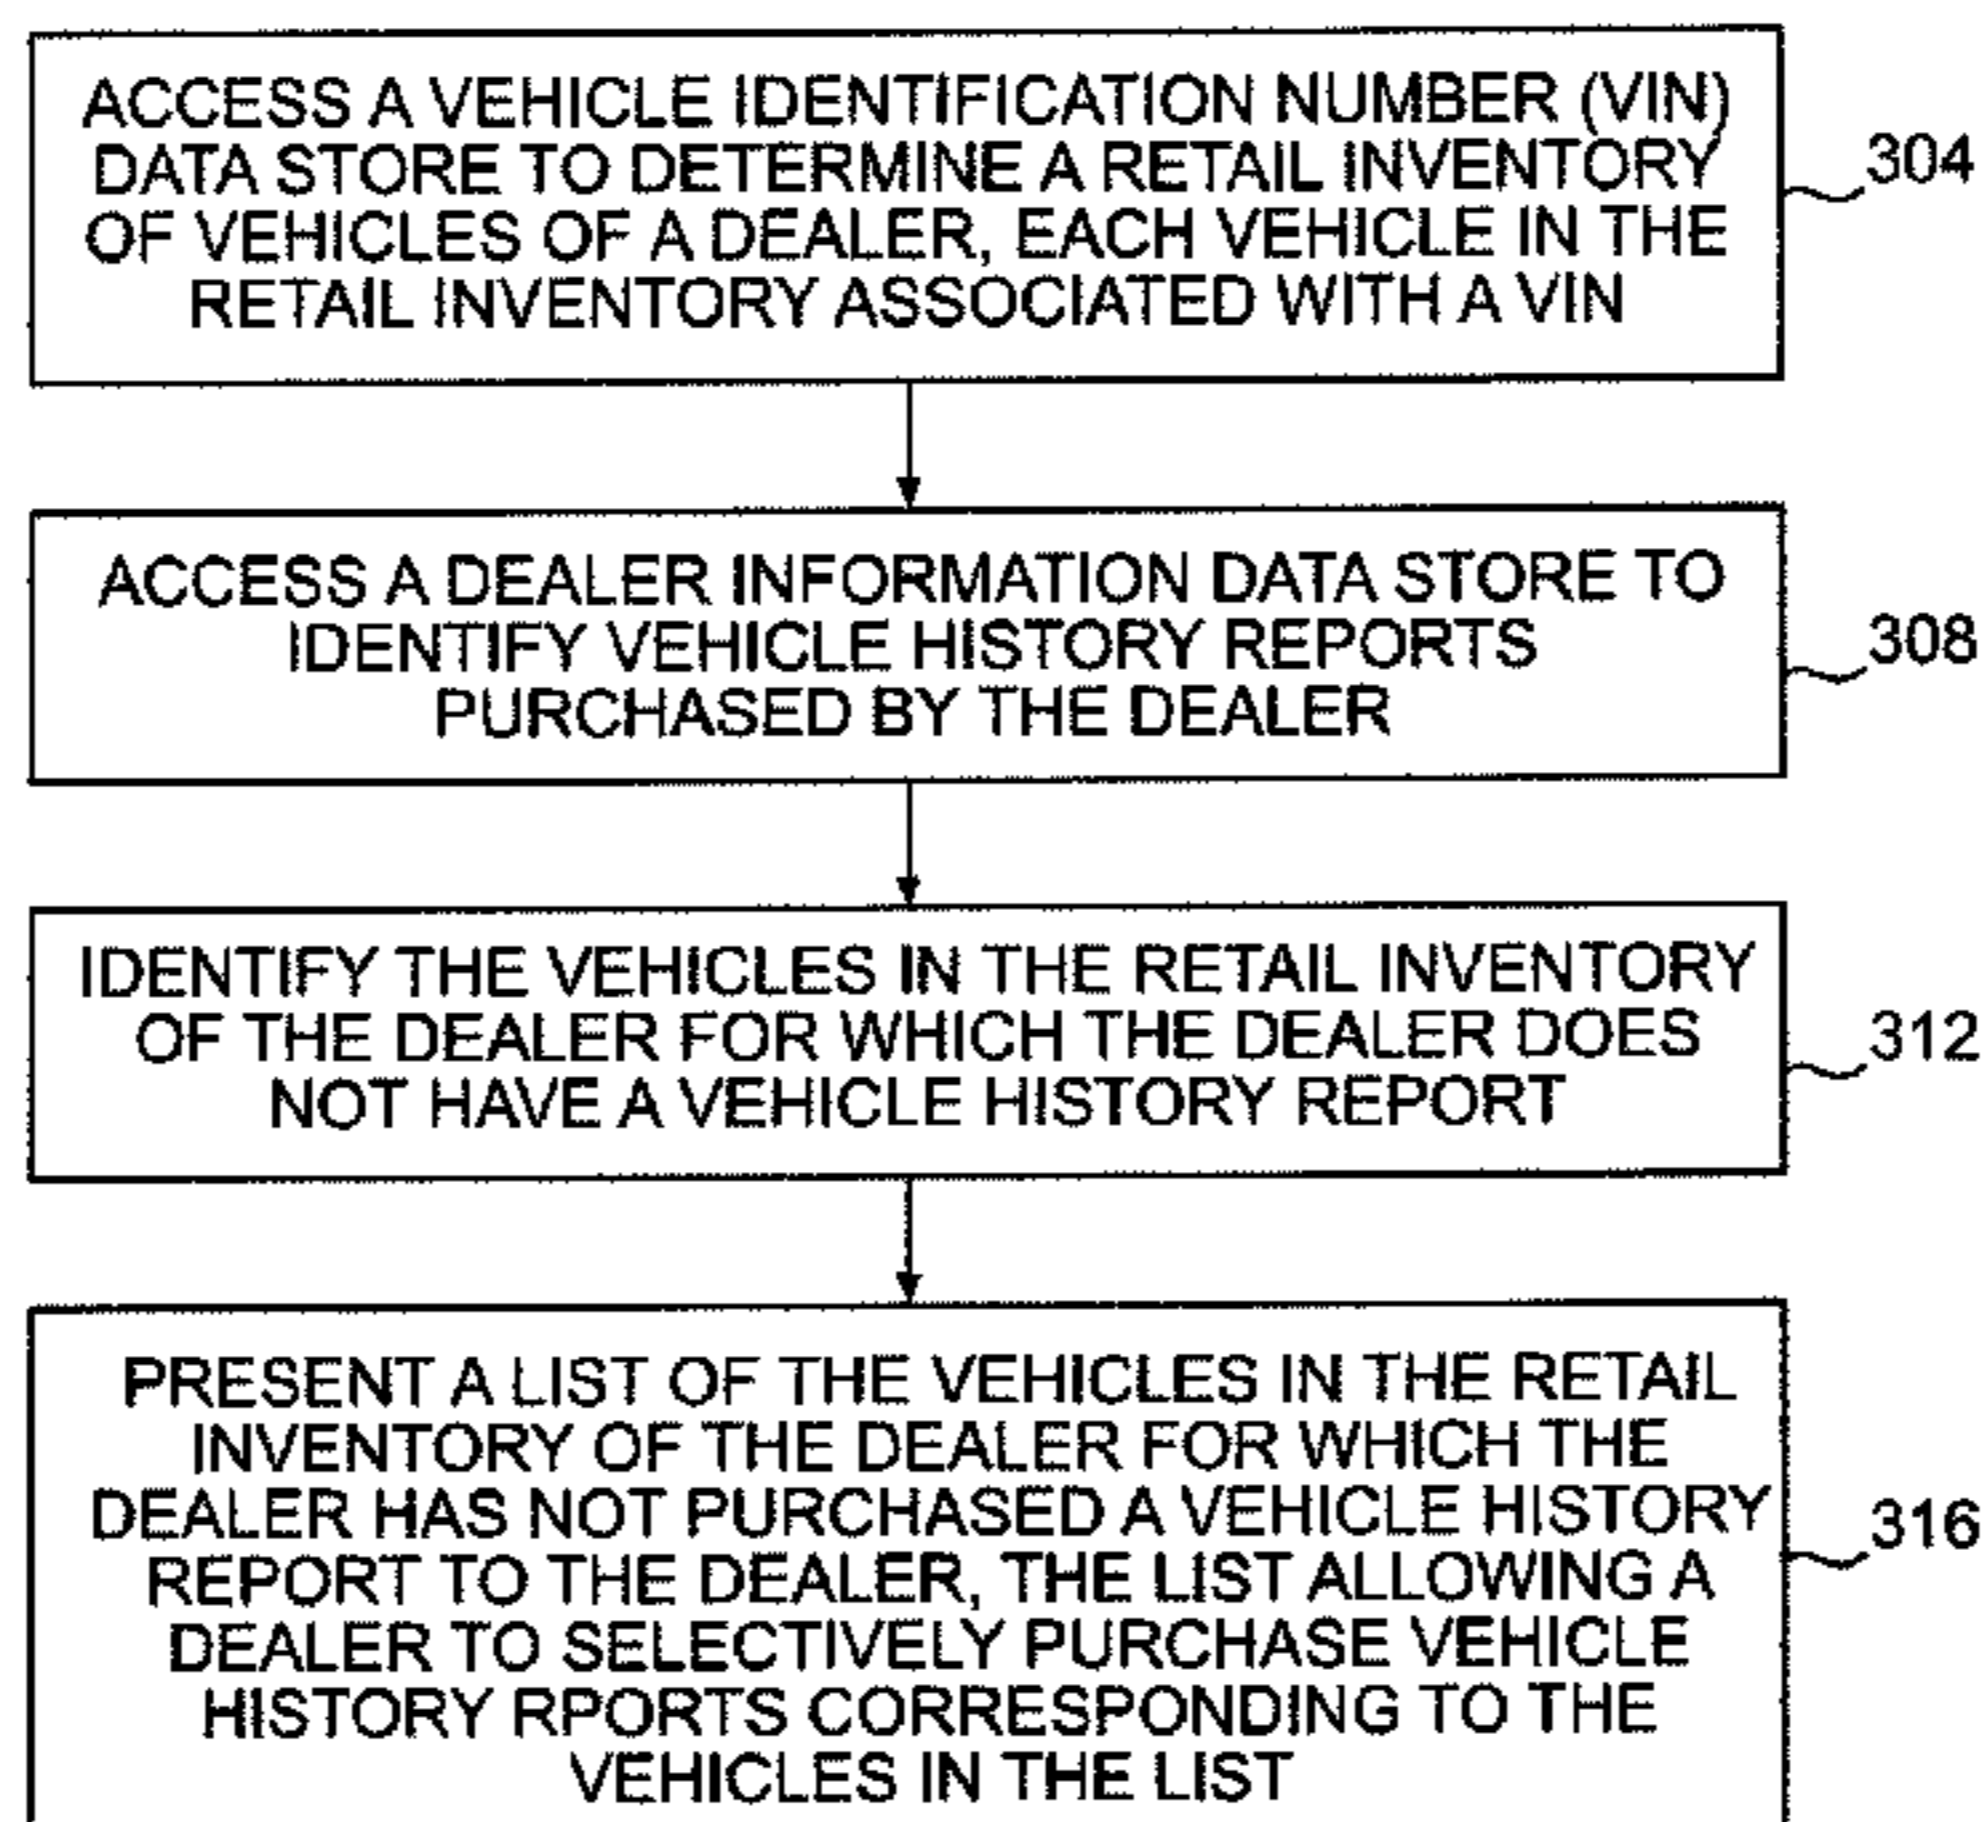 ACCESS A VEHICLE IDENTIFICATION NUMBER (VIN)
DATA STORE TO DETERMINE A RETAIL INVENTORY
OF VEHICLES OF A DEALER, EACH VEHICLE IN THE
RETAIL INVENTORY ASSOCIATED WITH A VIN
304
ACCESS A DEALER INFORMATION DATA STORE TO
IDENTIFY VEHICLE HISTORY REPORTS
PURCHASED BY THE DEALER
308
IDENTIFY THE VEHICLES IN THE RETAIL INVENTORY
OF THE DEALER FOR WHICH THE DEALER DOES
NOT HAVE A VEHICLE HISTORY REPORT
312
PRESENT A LIST OF THE VEHICLES IN THE RETAIL
INVENTORY OF THE DEALER FOR WHICH THE
DEALER HAS NOT PURCHASED A VEHICLE HISTORY
REPORT TO THE DEALER, THE LIST ALLOWING A
DEALER TO SELECTIVELY PURCHASE VEHICLE
HISTORY RPORTS CORRESPONDING TO THE
VEHICLES IN THE LIST
316